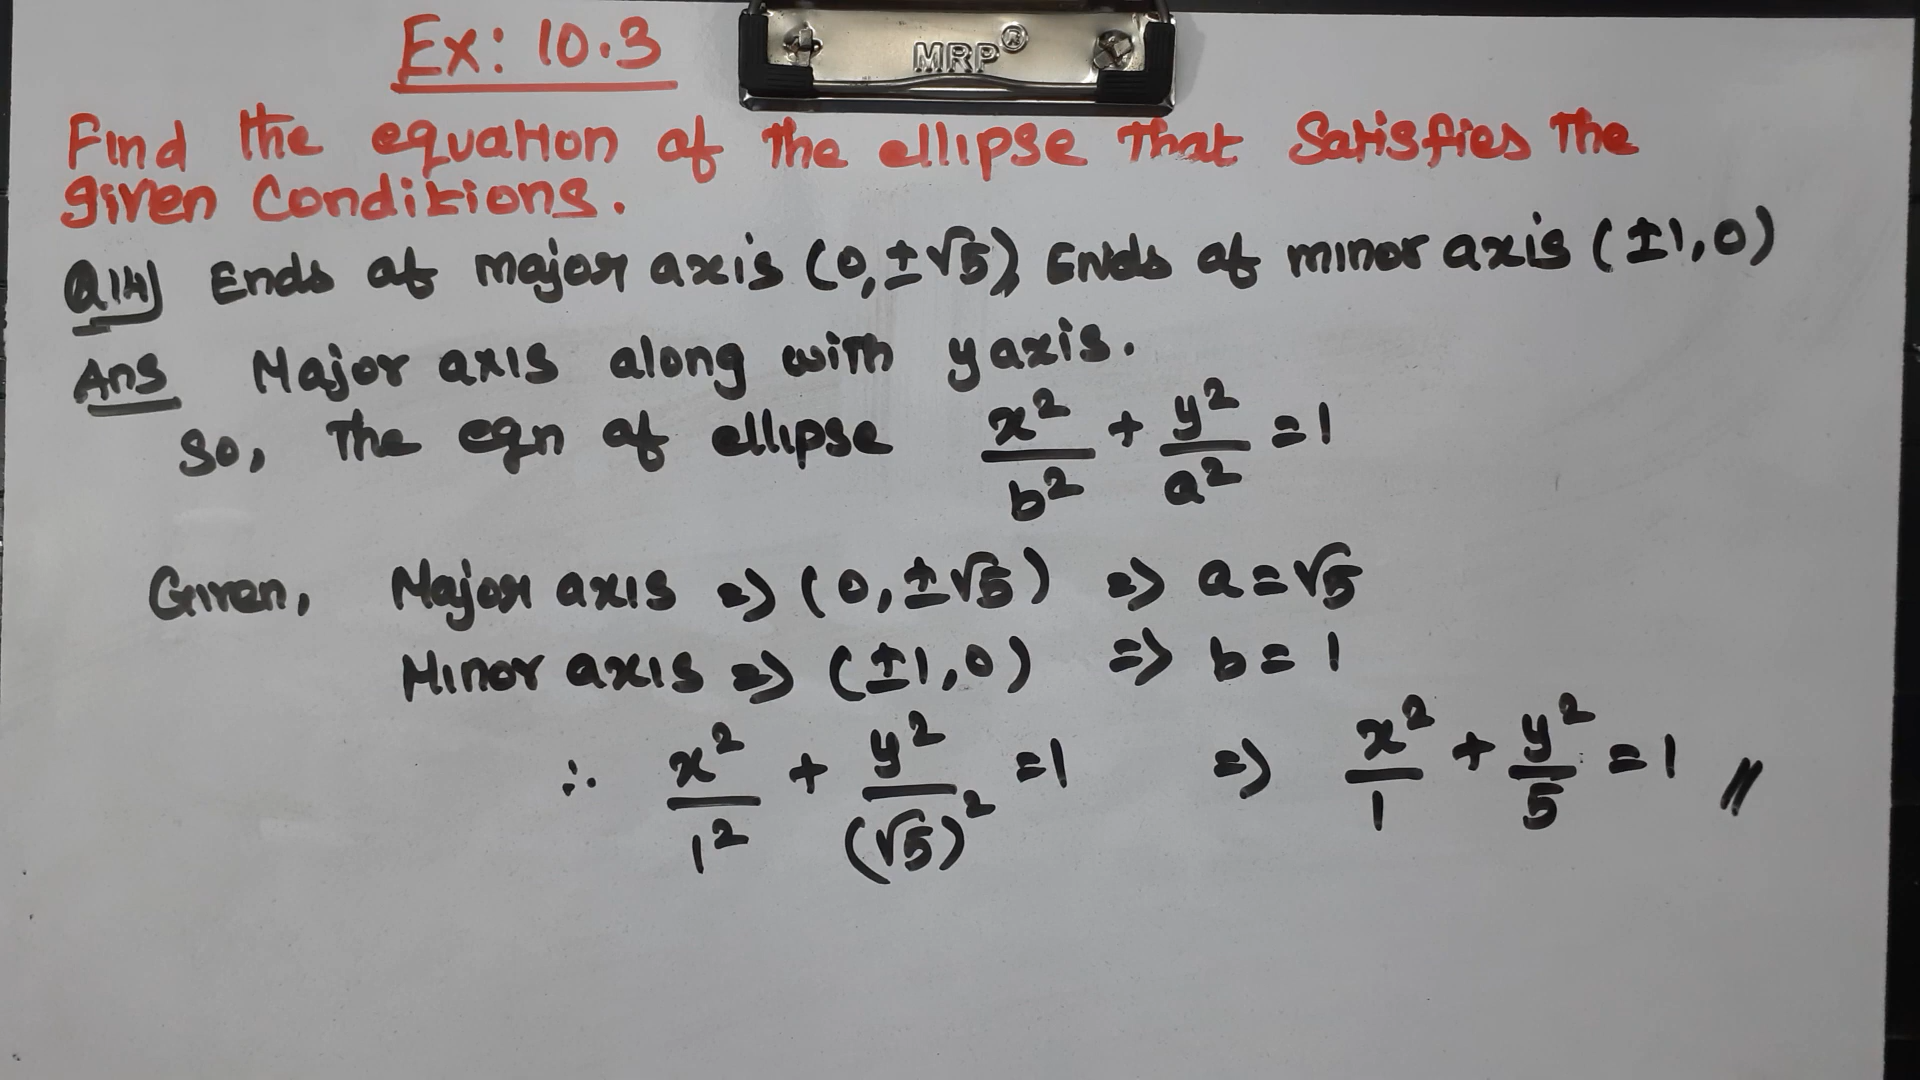 Ex: 10.3
MRP®
Find the equation of the ellipse that satisfies the
given conditions.
Q14) Ends of major axis (0, ±√5), Ends of minor axis (±1, 0)
Ans Major axis along with y axis.
So, The eqn of ellipse x²/b² + y²/a² = 1
Given, Major axis => (0, ±√5) => a = √5
Minor axis => (±1, 0) => b = 1
∴ x²/1² + y²/(√5)² = 1 => x²/1 + y²/5 = 1 //